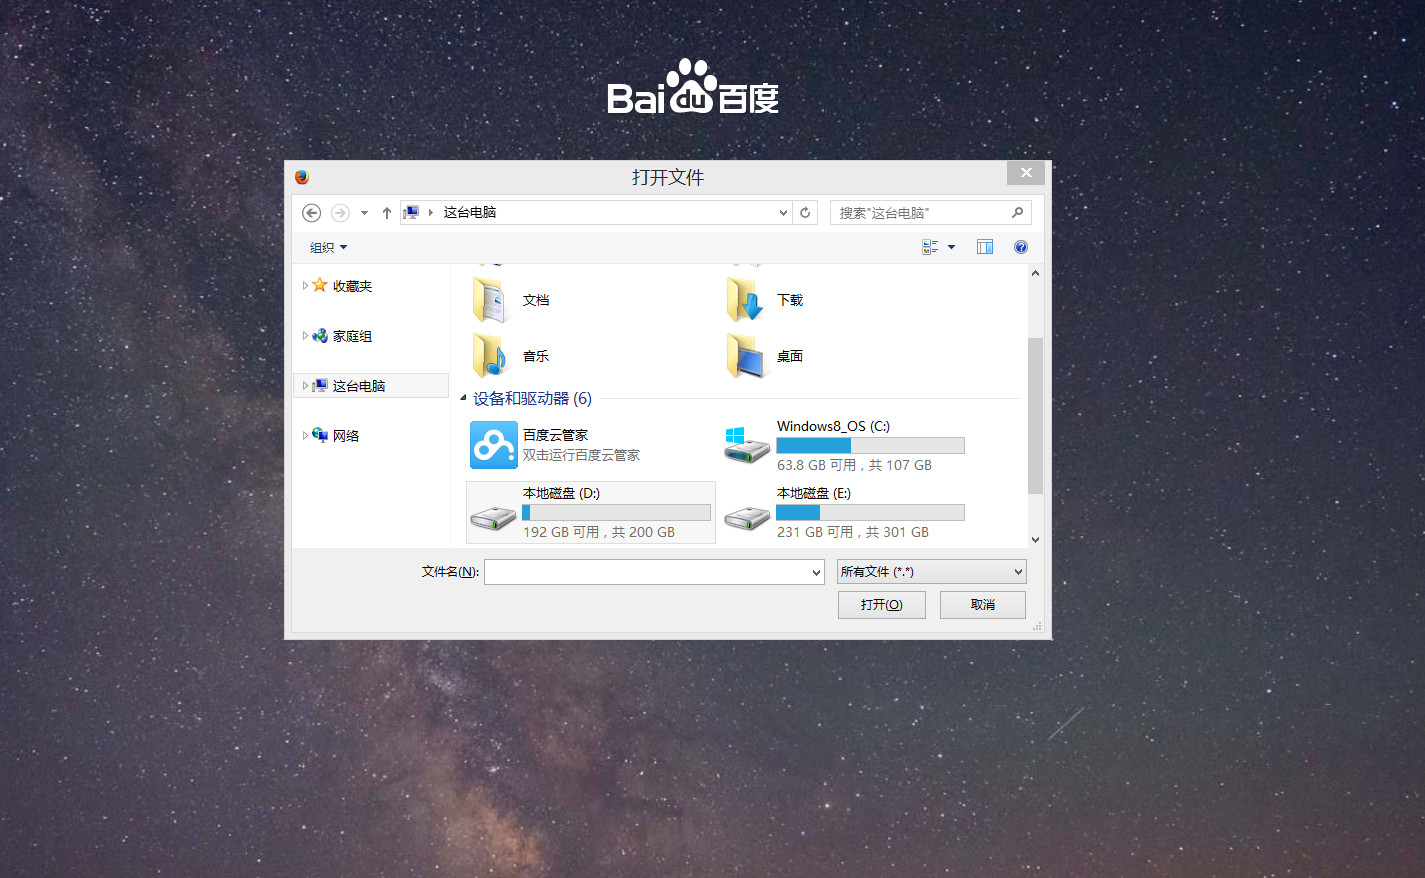 Bai du 百度
打开文件
这台电脑
搜索"这台电脑"
组织
收藏夹
家庭组
这台电脑
网络
文档
下载
音乐
桌面
设备和驱动器 (6)
百度云管家
双击运行百度云管家
Windows8_OS (C:)
63.8 GB 可用，共 107 GB
本地磁盘 (D:)
192 GB 可用，共 200 GB
本地磁盘 (E:)
231 GB 可用，共 301 GB
文件名(N):
所有文件 (*.*)
打开(O)
取消